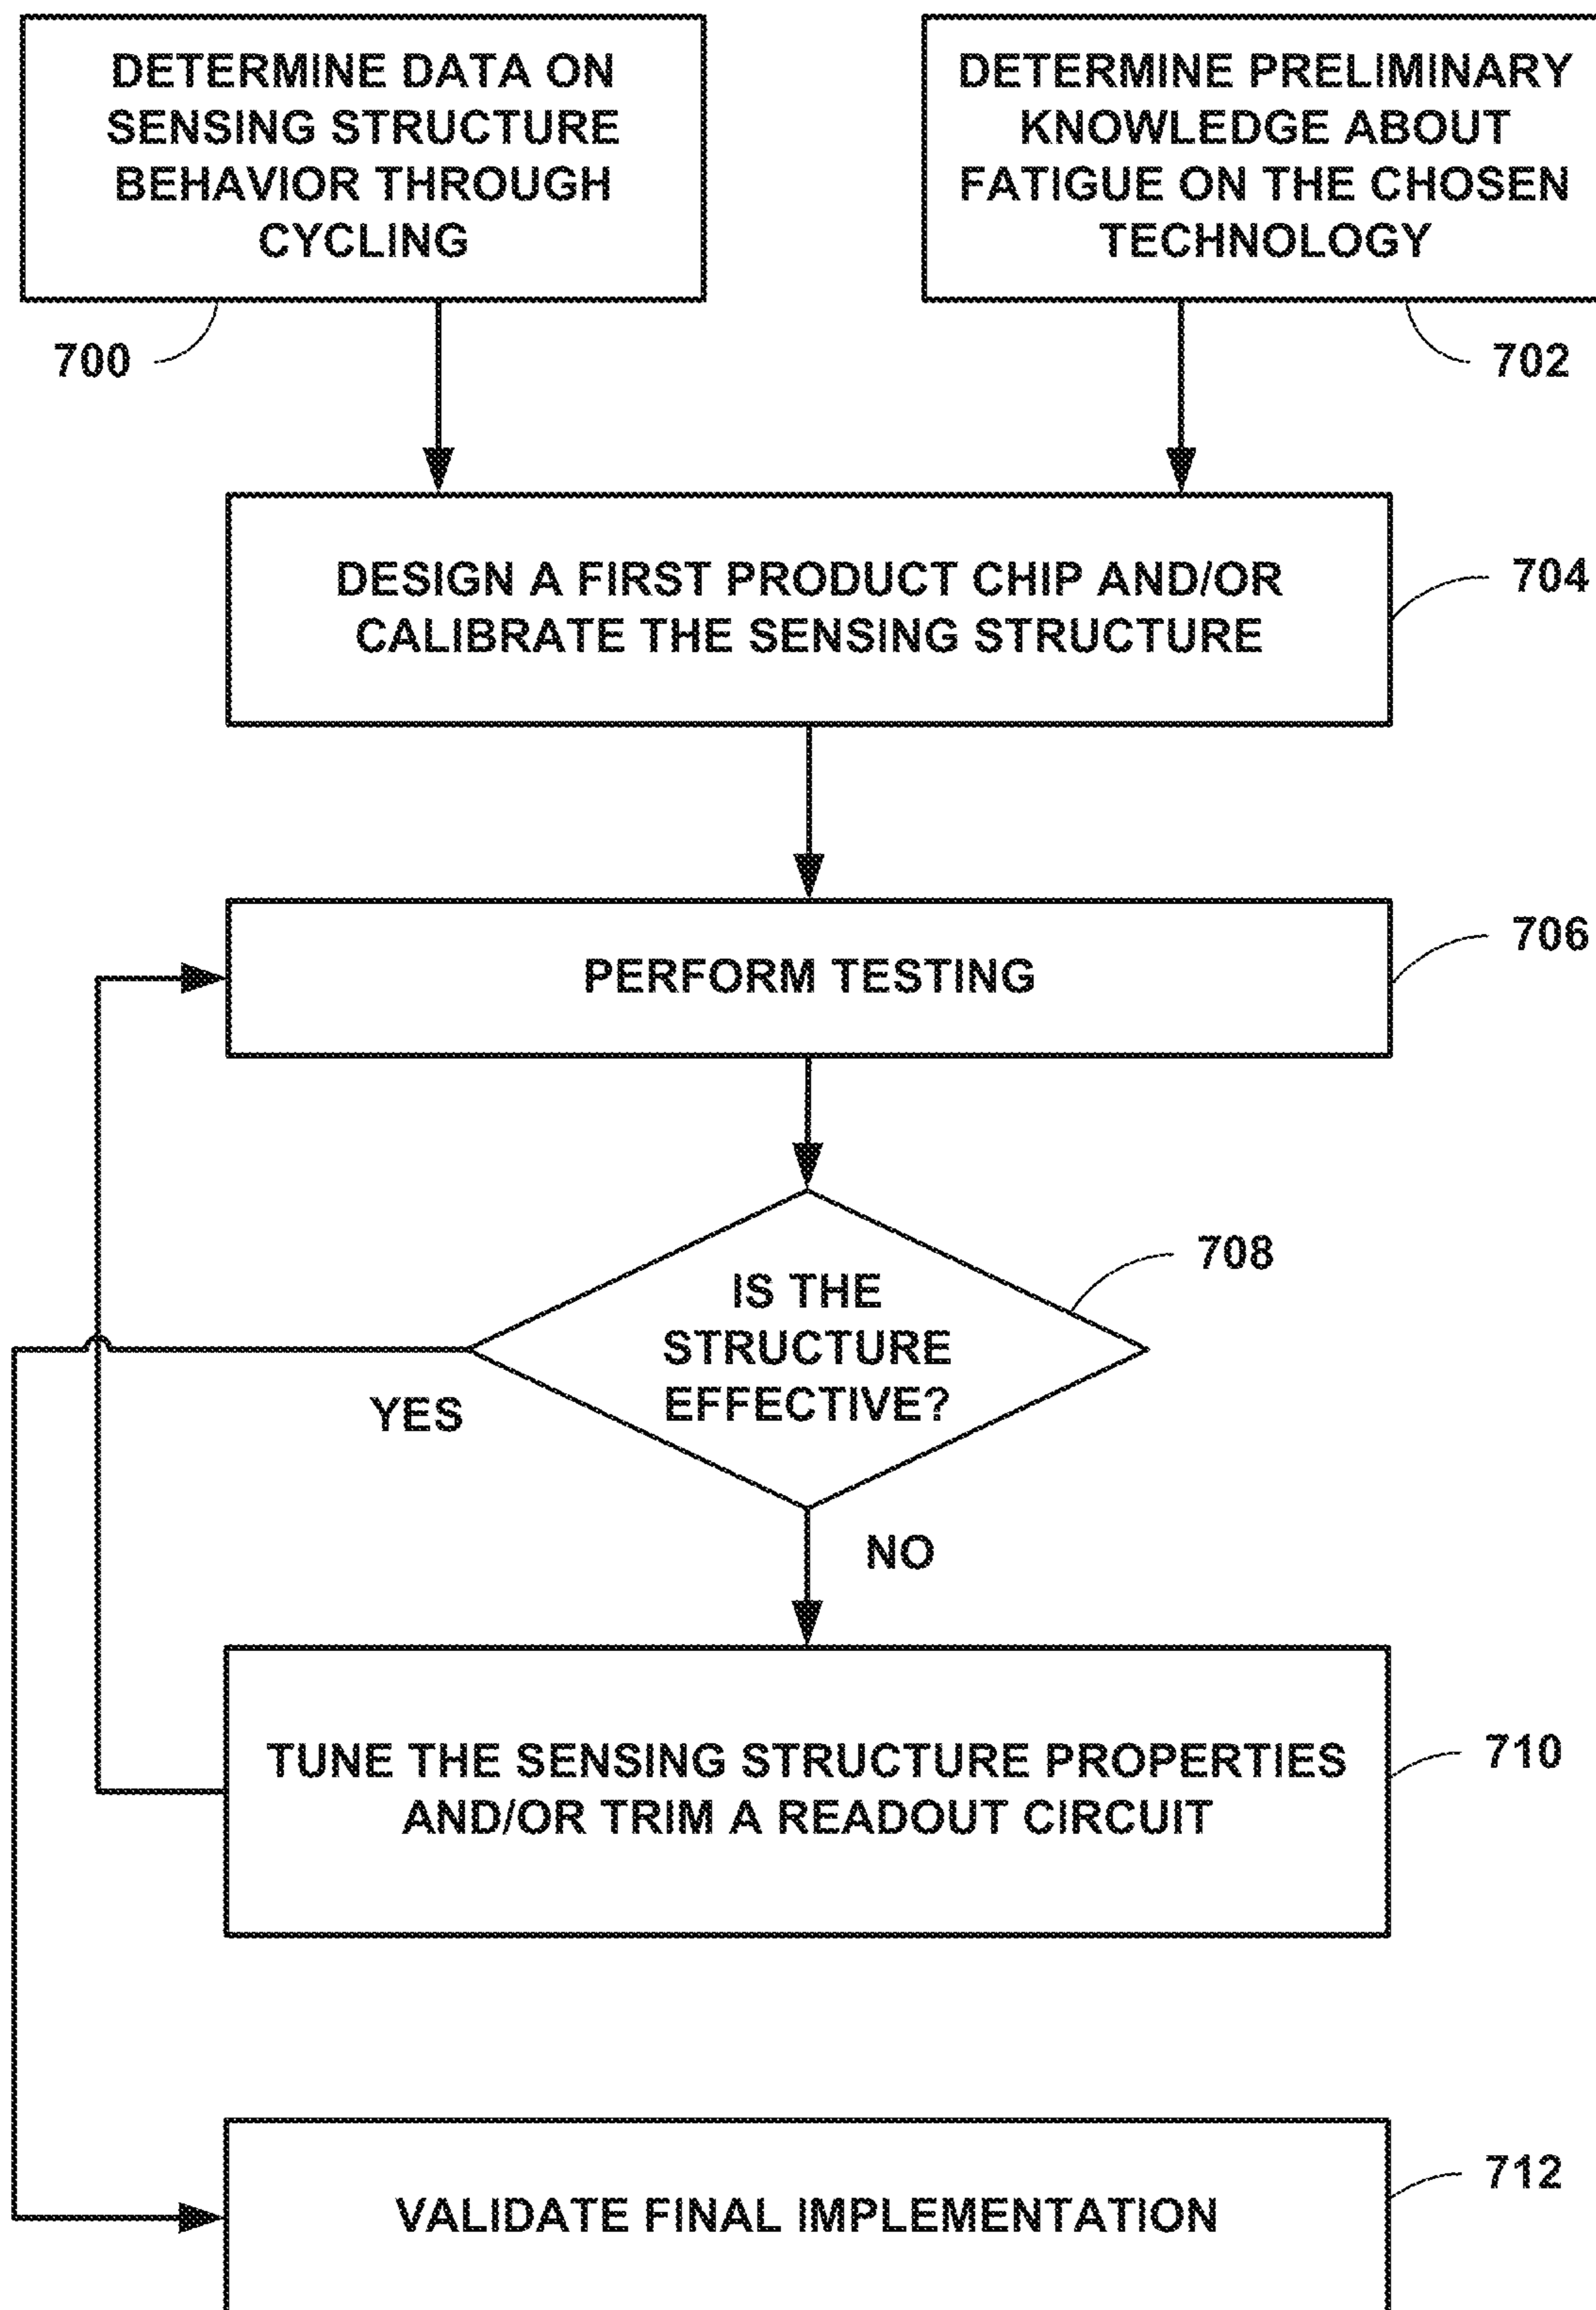 DETERMINE DATA ON
SENSING STRUCTURE
BEHAVIOR THROUGH
CYCLING
700
DETERMINE PRELIMINARY
KNOWLEDGE ABOUT
FATIGUE ON THE CHOSEN
TECHNOLOGY
702
DESIGN A FIRST PRODUCT CHIP AND/OR
CALIBRATE THE SENSING STRUCTURE
704
PERFORM TESTING
706
IS THE
STRUCTURE
EFFECTIVE?
708
YES
NO
TUNE THE SENSING STRUCTURE PROPERTIES
AND/OR TRIM A READOUT CIRCUIT
710
VALIDATE FINAL IMPLEMENTATION
712